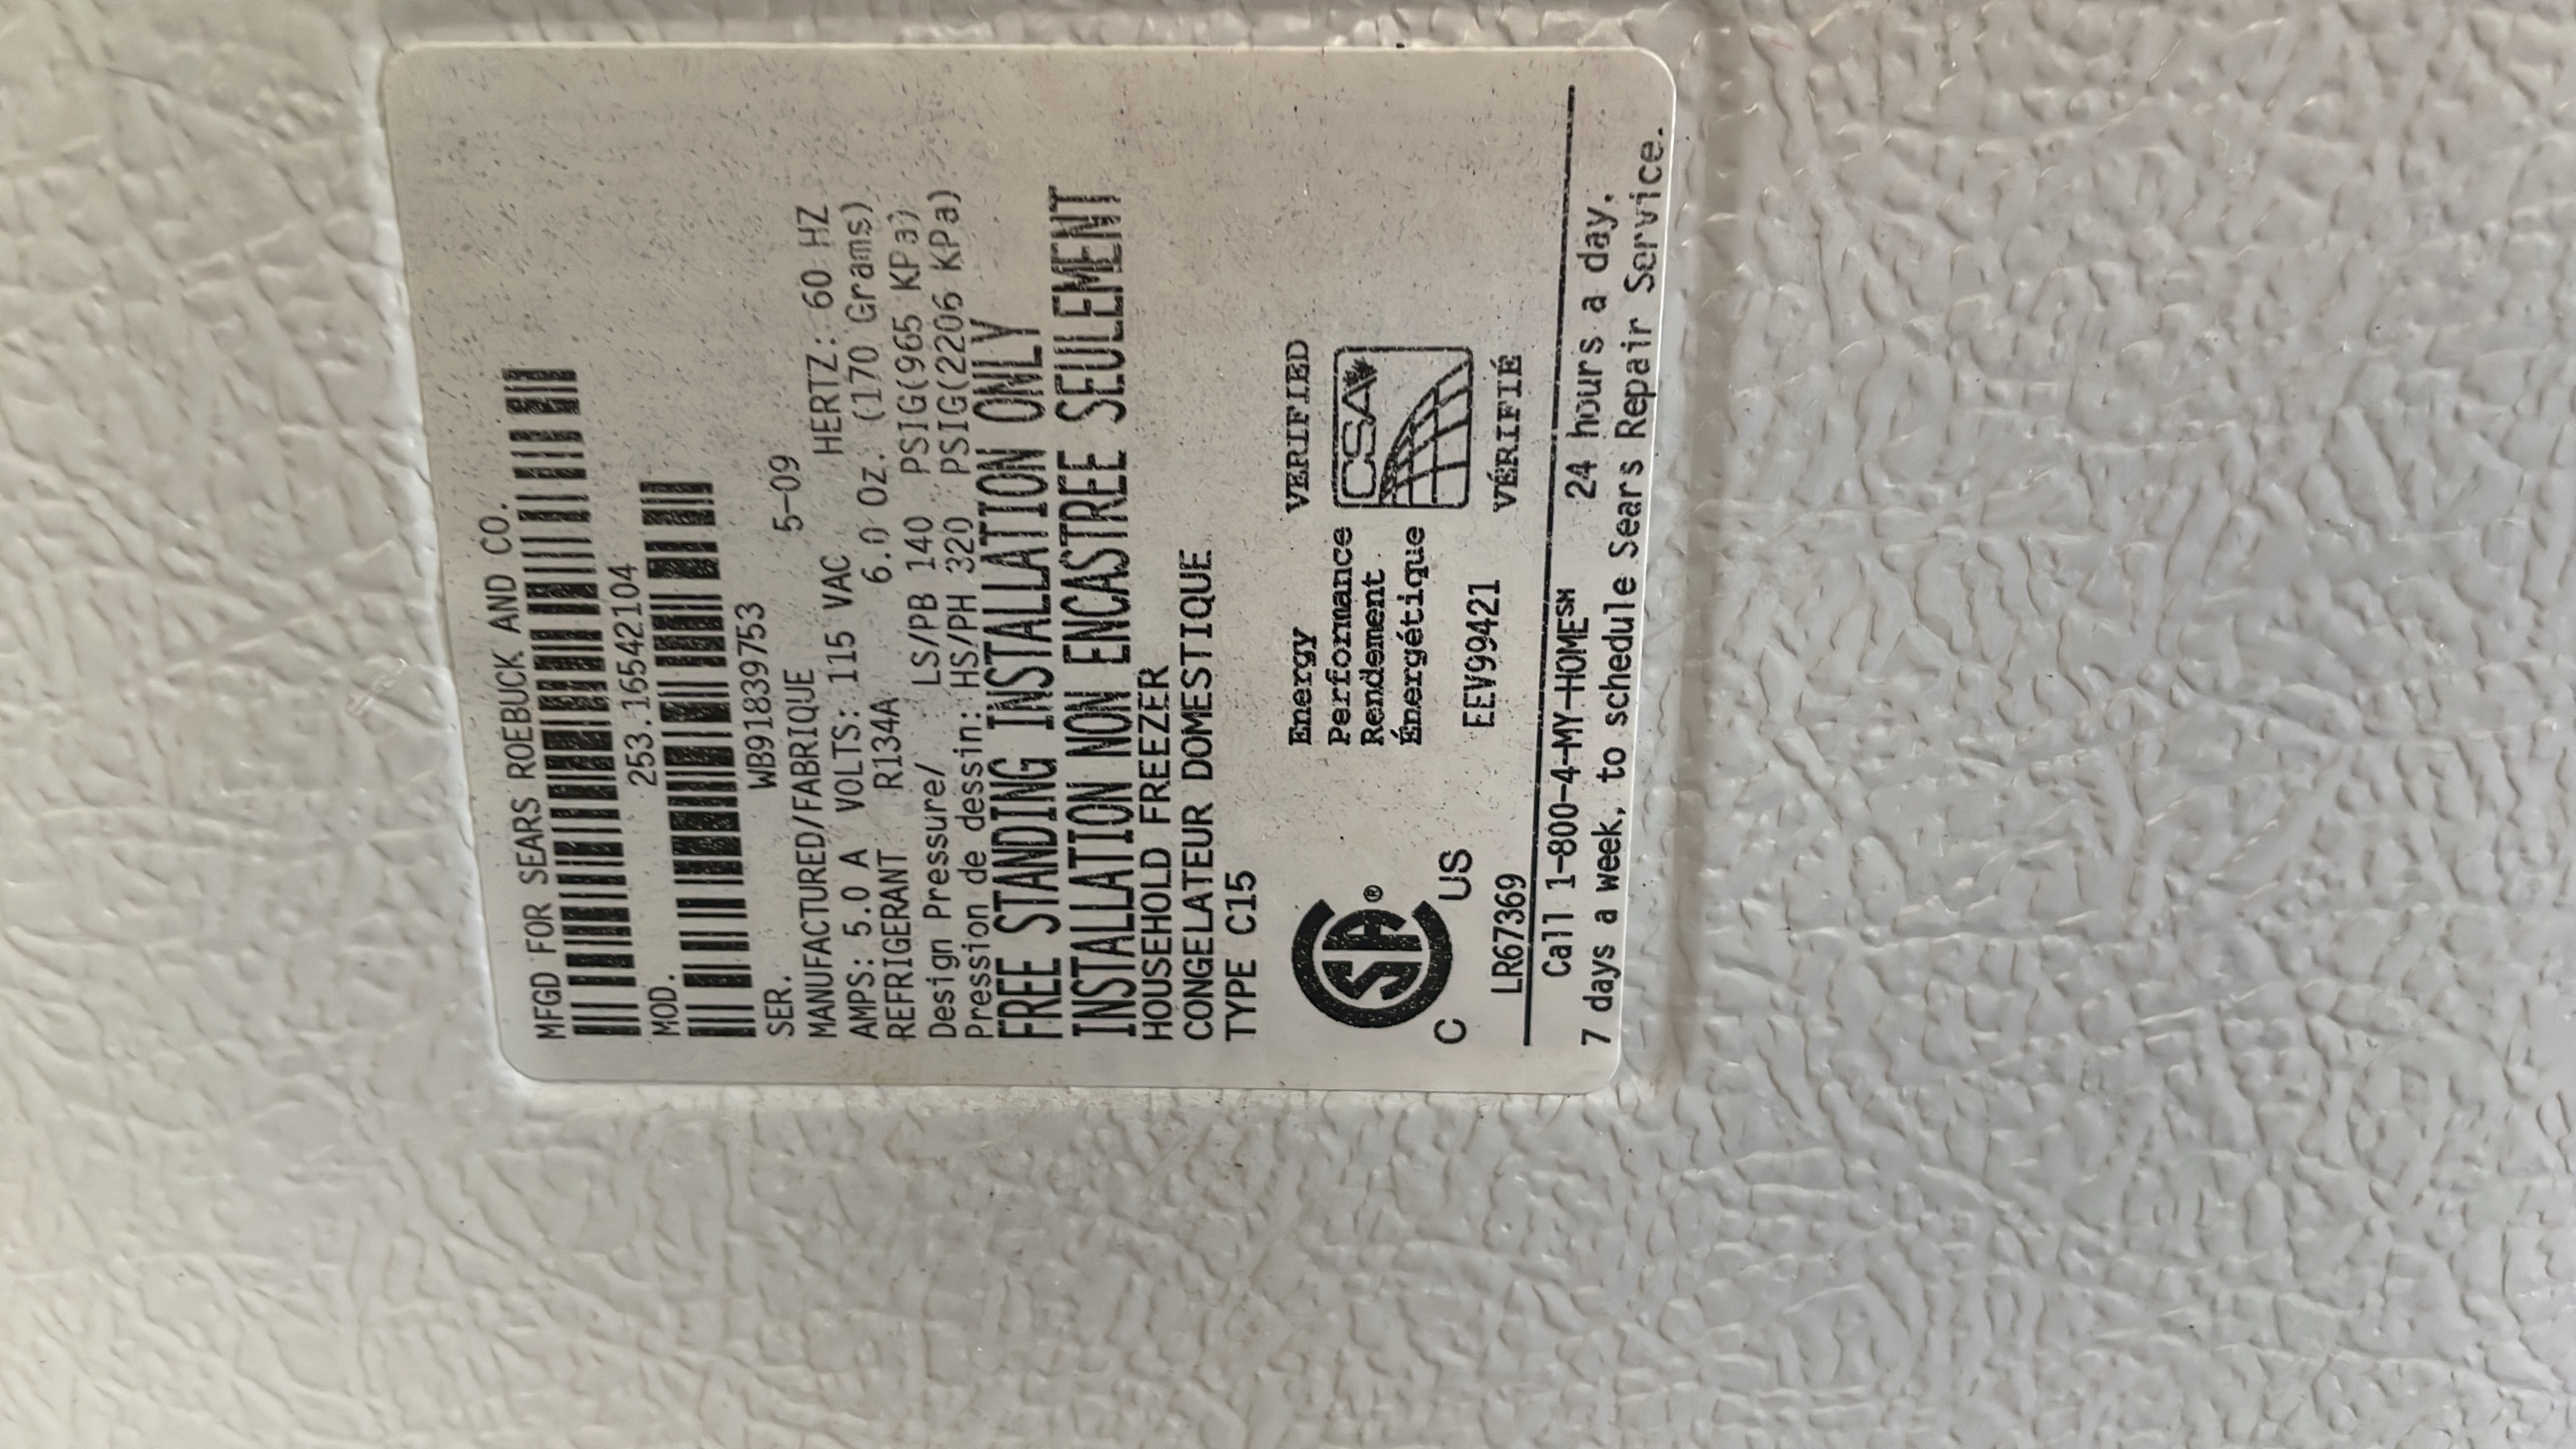 MFGD FOR SEARS ROEBUCK AND CO.
253.16542104
MOD.
WB91839753
SER.
MANUFACTURED/FABRIQUE 5-09
AMPS: 5.0 A VOLTS: 115 VAC HERTZ: 60 HZ
REFRIGERANT R134A 6.0 Oz. (170 Grams)
Design Pressure/ LS/PB 140 PSIG(965 KPa)
Pression de dessin: HS/PH 320 PSIG(2206 KPa)
FREE STANDING INSTALLATION ONLY
INSTALLATION NON ENCASTREE SEULEMENT
HOUSEHOLD FREEZER
CONGELATEUR DOMESTIQUE
TYPE C15
Energy VERIFIED
Performance
Rendement
Énergétique
CSA
SA ®
C US
EEV99421 VÉRIFIÉ
LR67369
Call 1-800-4-MY-HOME℠ 24 hours a day,
7 days a week, to schedule Sears Repair Service.